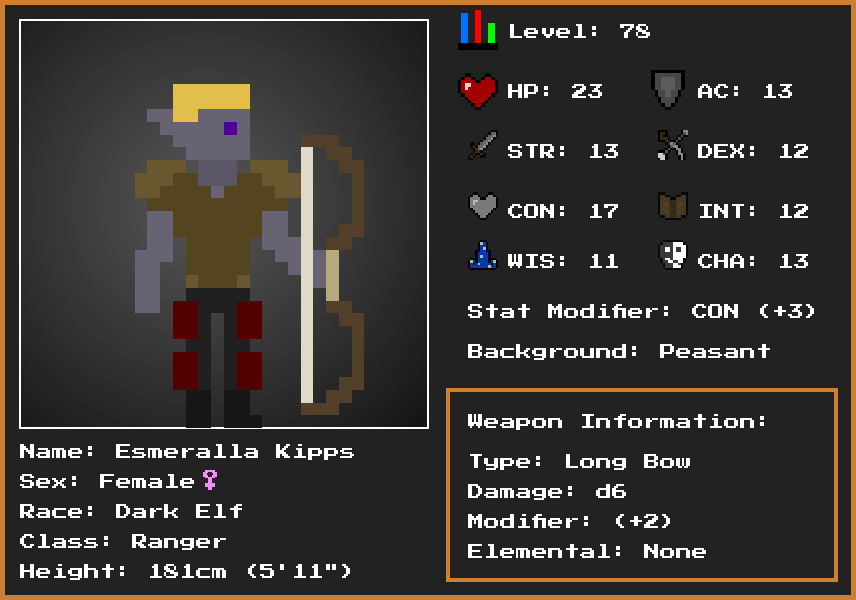 Level: 78
HP: 23 AC: 13
STR: 13 DEX: 12
CON: 17 INT: 12
WIS: 11 CHA: 13
Stat Modifier: CON (+3)
Background: Peasant
Weapon Information:
Type: Long Bow
Damage: d6
Modifier: (+2)
Elemental: None
Name: Esmeralla Kipps
Sex: Female♀
Race: Dark Elf
Class: Ranger
Height: 181cm (5'11")